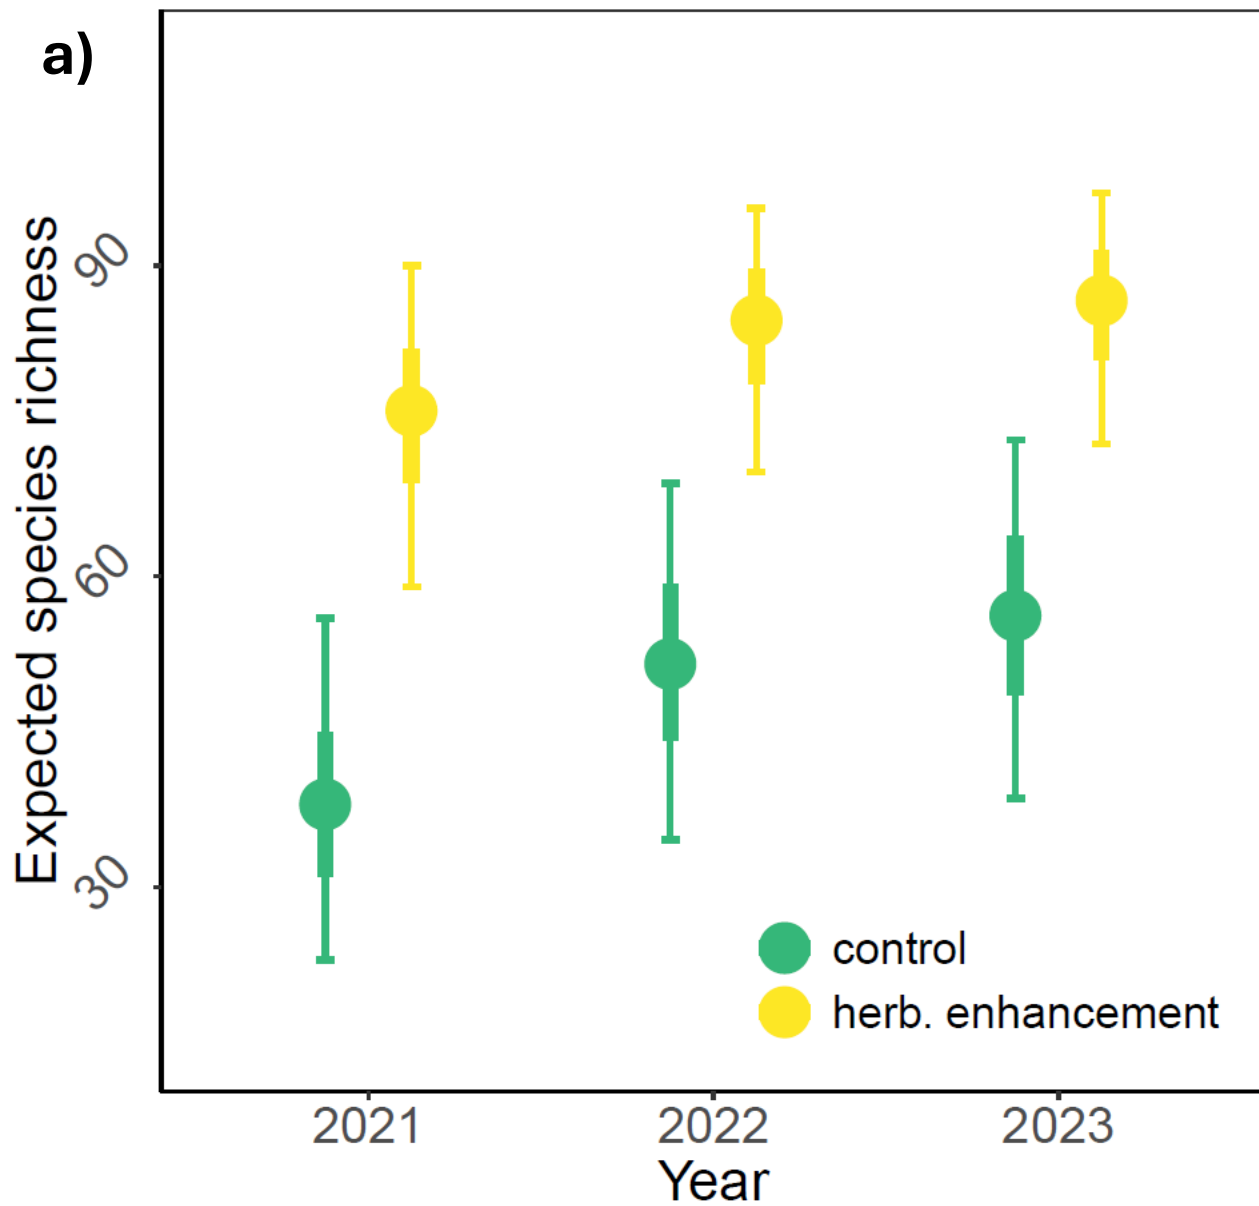 a)
Expected species richness
90
60
30
control
herb. enhancement
2021
2022
2023
Year